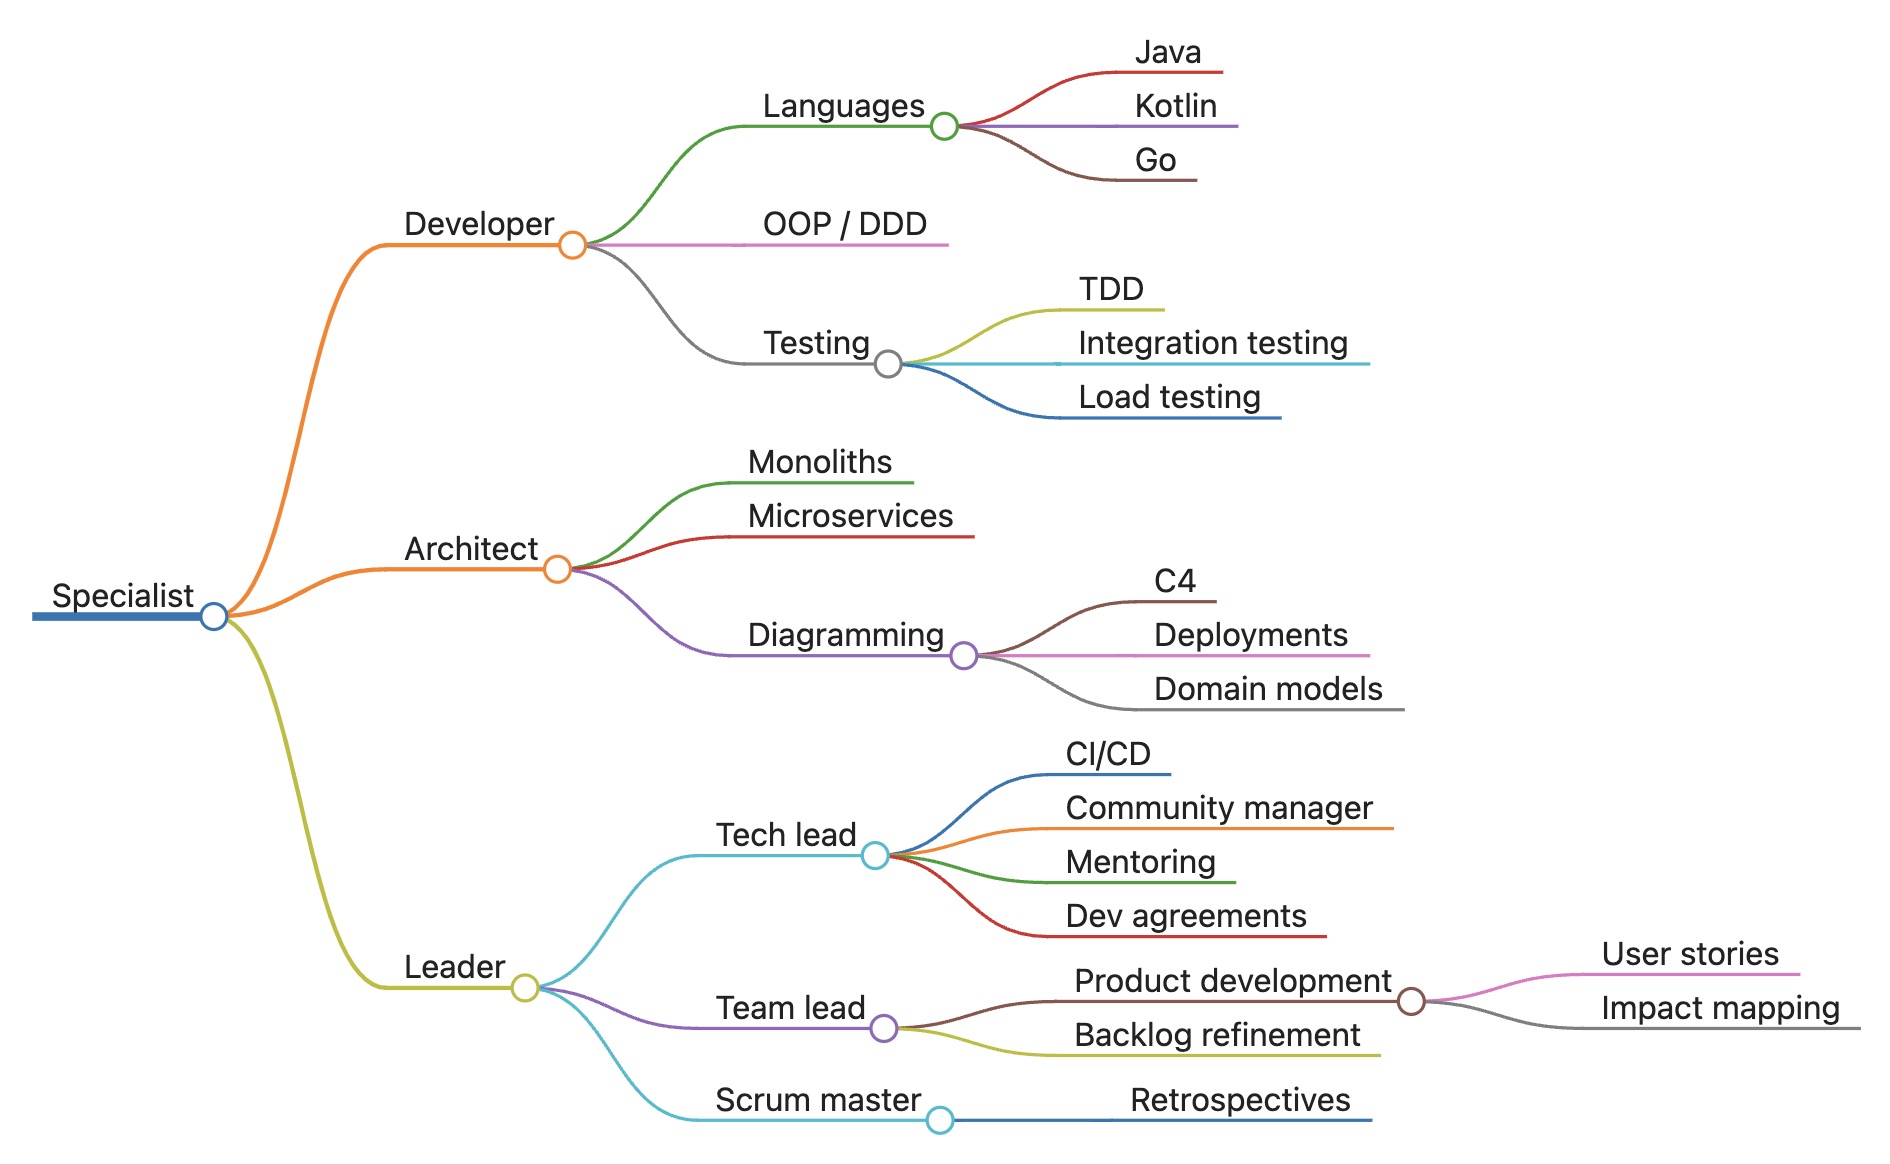 Specialist
Developer
Languages
Java
Kotlin
Go
OOP / DDD
Testing
TDD
Integration testing
Load testing
Architect
Monoliths
Microservices
Diagramming
C4
Deployments
Domain models
Leader
Tech lead
CI/CD
Community manager
Mentoring
Dev agreements
Team lead
Product development
User stories
Impact mapping
Backlog refinement
Scrum master
Retrospectives